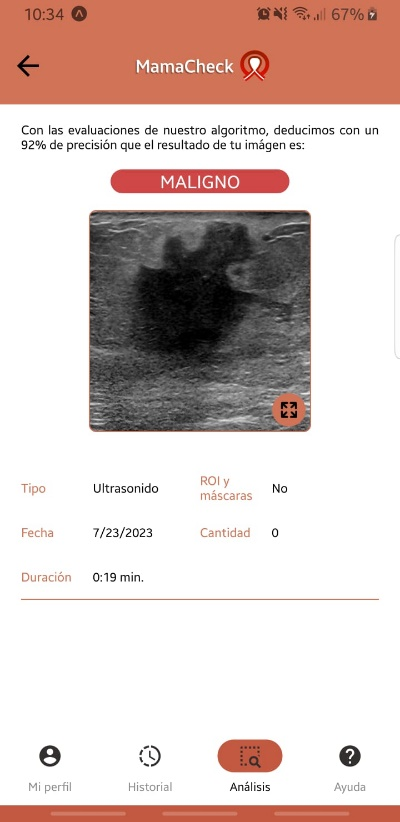 10:34 67%
MamaCheck
Con las evaluaciones de nuestro algoritmo, deducimos con un
92% de precisión que el resultado de tu imágen es:
MALIGNO
Tipo Ultrasonido ROI y máscaras No
Fecha 7/23/2023 Cantidad 0
Duración 0:19 min.
Mi perfil Historial Análisis Ayuda